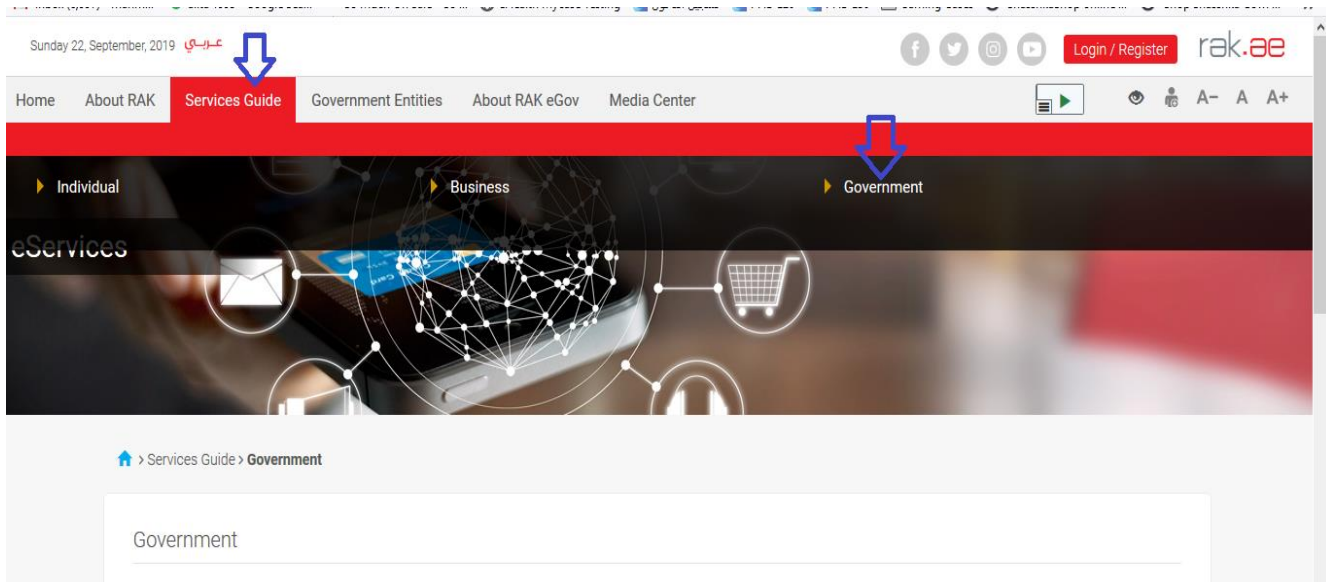 Sunday 22, September, 2019 عربي
Login / Register
rak.ae
Home About RAK Services Guide Government Entities About RAK eGov Media Center
A- A A+
Individual Business Government
eServices
> Services Guide > Government
Government